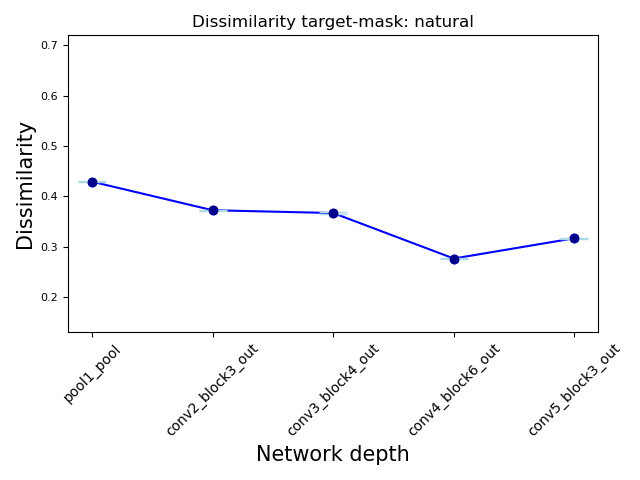 Dissimilarity target-mask: natural
Dissimilarity
0.7
0.6
0.5
0.4
0.3
0.2
pool1_pool
conv2_block3_out
conv3_block4_out
conv4_block6_out
conv5_block3_out
Network depth